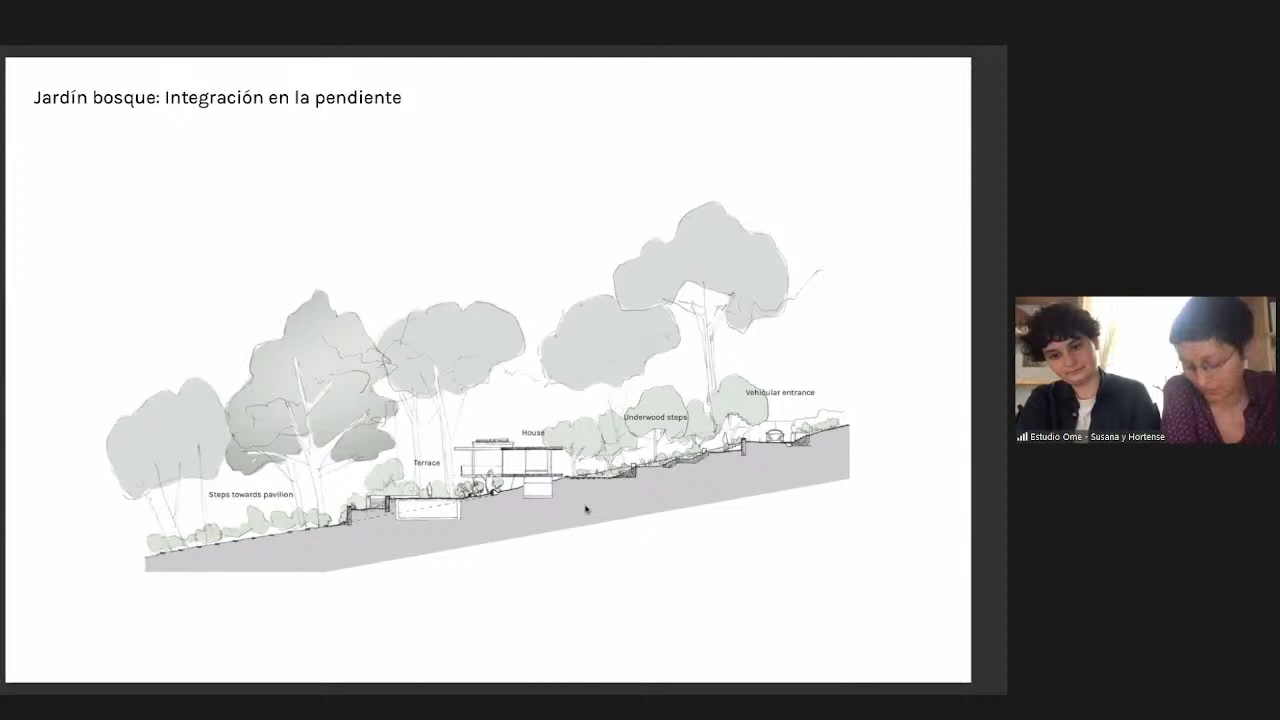 Jardín bosque: Integración en la pendiente
Vehicular entrance
Underwood steps
House
Terrace
Steps towards pavilion
Estudio Ome - Susana y Hortense